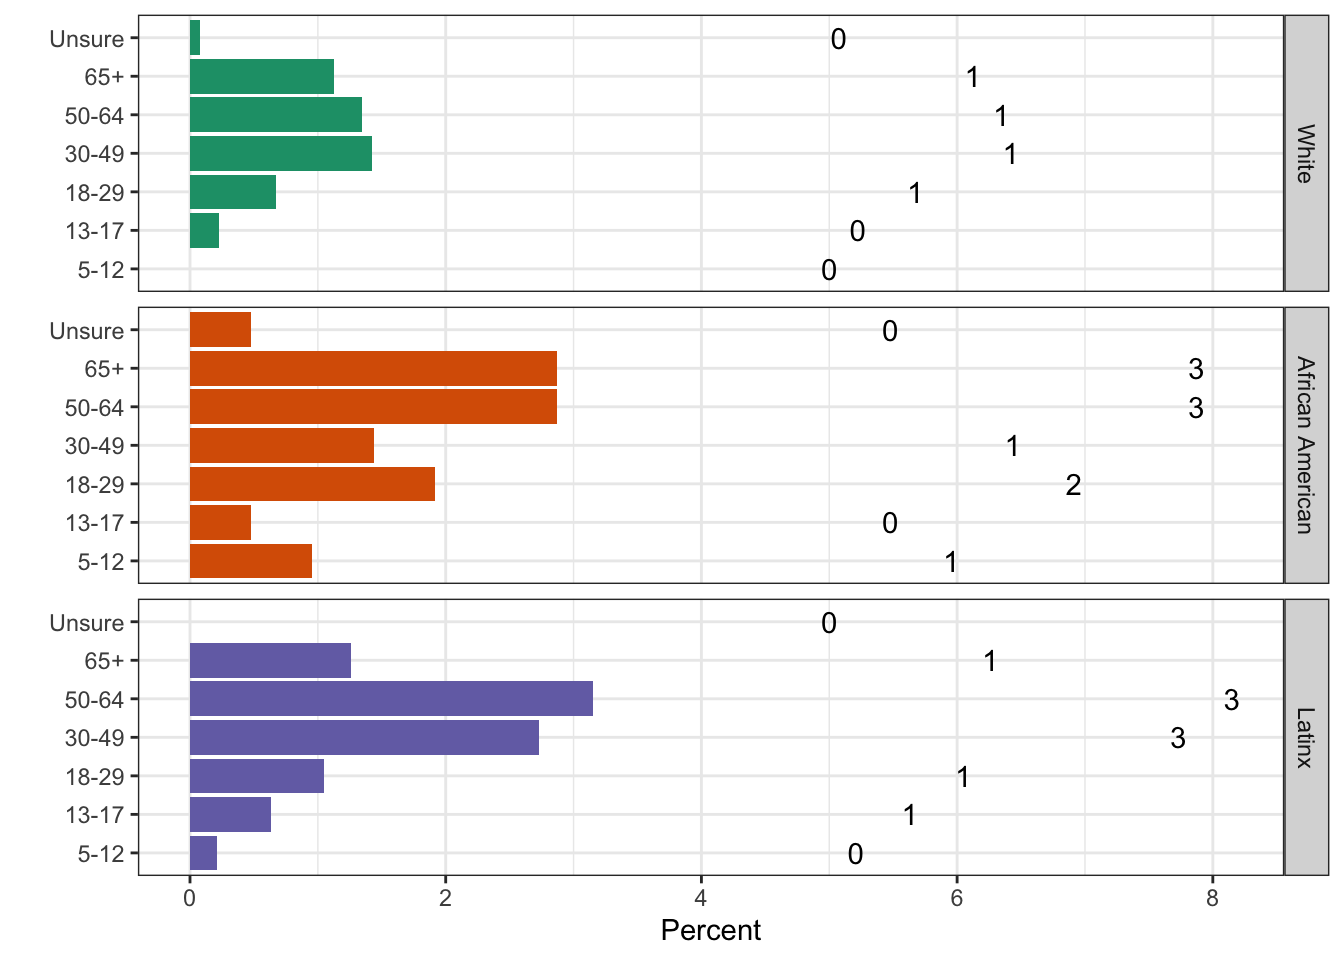 Unsure 0
65+ 1
50-64 1
30-49 1
18-29 1
13-17 0
5-12 0
White
Unsure 0
65+ 3
50-64 3
30-49 1
18-29 2
13-17 0
5-12 1
African American
Unsure 0
65+ 1
50-64 3
30-49 3
18-29 1
13-17 1
5-12 0
Latinx
0 2 4 6 8
Percent